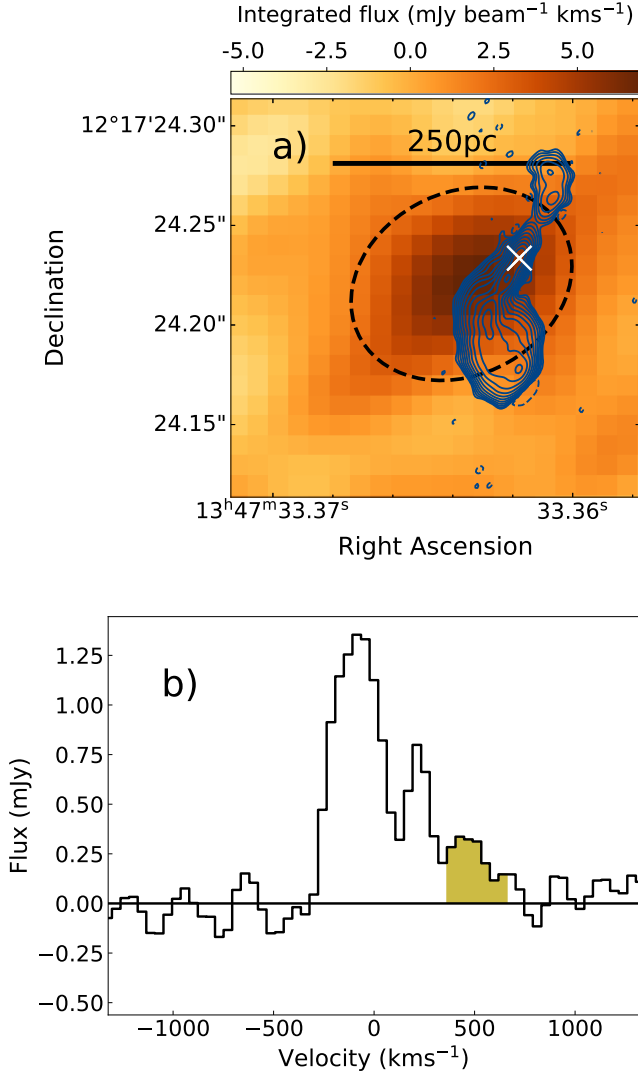 Integrated flux (mJy beam⁻¹ kms⁻¹)
-5.0 -2.5 0.0 2.5 5.0
12°17'24.30"
24.25"
24.20"
24.15"
Declination
a)
250pc
13ʰ47ᵐ33.37ˢ 33.36ˢ
Right Ascension
b)
1.25
1.00
0.75
0.50
0.25
0.00
−0.25
−0.50
Flux (mJy)
−1000 −500 0 500 1000
Velocity (kms⁻¹)